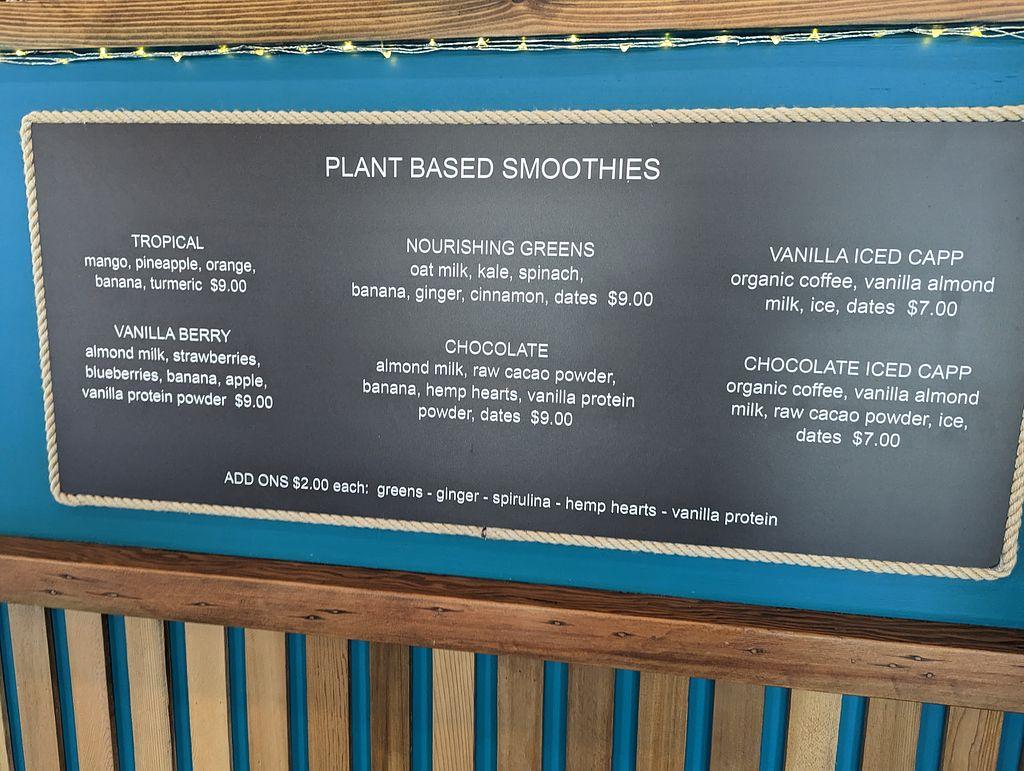 PLANT BASED SMOOTHIES
TROPICAL
mango, pineapple, orange,
banana, turmeric $9.00
VANILLA BERRY
almond milk, strawberries,
blueberries, banana, apple,
vanilla protein powder $9.00
NOURISHING GREENS
oat milk, kale, spinach,
banana, ginger, cinnamon, dates $9.00
CHOCOLATE
almond milk, raw cacao powder,
banana, hemp hearts, vanilla protein
powder, dates $9.00
VANILLA ICED CAPP
organic coffee, vanilla almond
milk, ice, dates $7.00
CHOCOLATE ICED CAPP
organic coffee, vanilla almond
milk, raw cacao powder, ice,
dates $7.00
ADD ONS $2.00 each: greens - ginger - spirulina - hemp hearts - vanilla protein